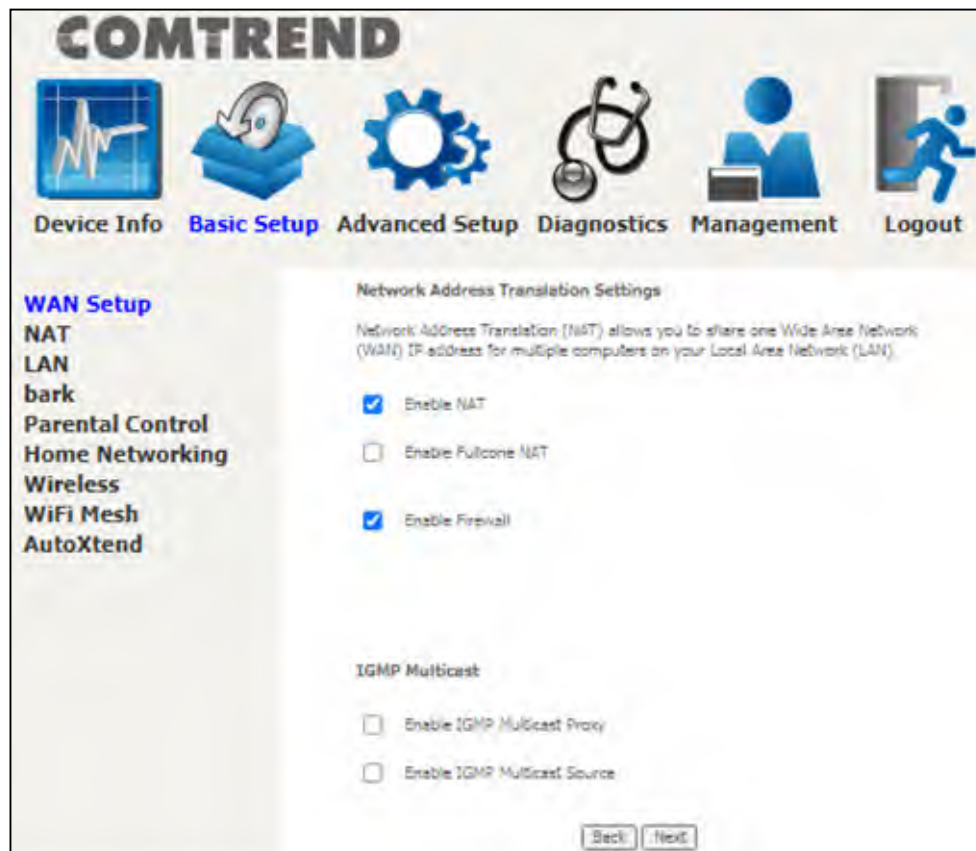 COMTREND
Device Info
Basic Setup
Advanced Setup
Diagnostics
Management
Logout
WAN Setup
NAT
LAN
bark
Parental Control
Home Networking
Wireless
WiFi Mesh
AutoXtend
Network Address Translation Settings
Network Address Translation (NAT) allows you to share one Wide Area Network
(WAN) IP address for multiple computers on your Local Area Network (LAN).
Enable NAT
Enable Fullcone NAT
Enable Firewall
IGMP Multicast
Enable IGMP Multicast Proxy
Enable IGMP Multicast Source
Back
Next